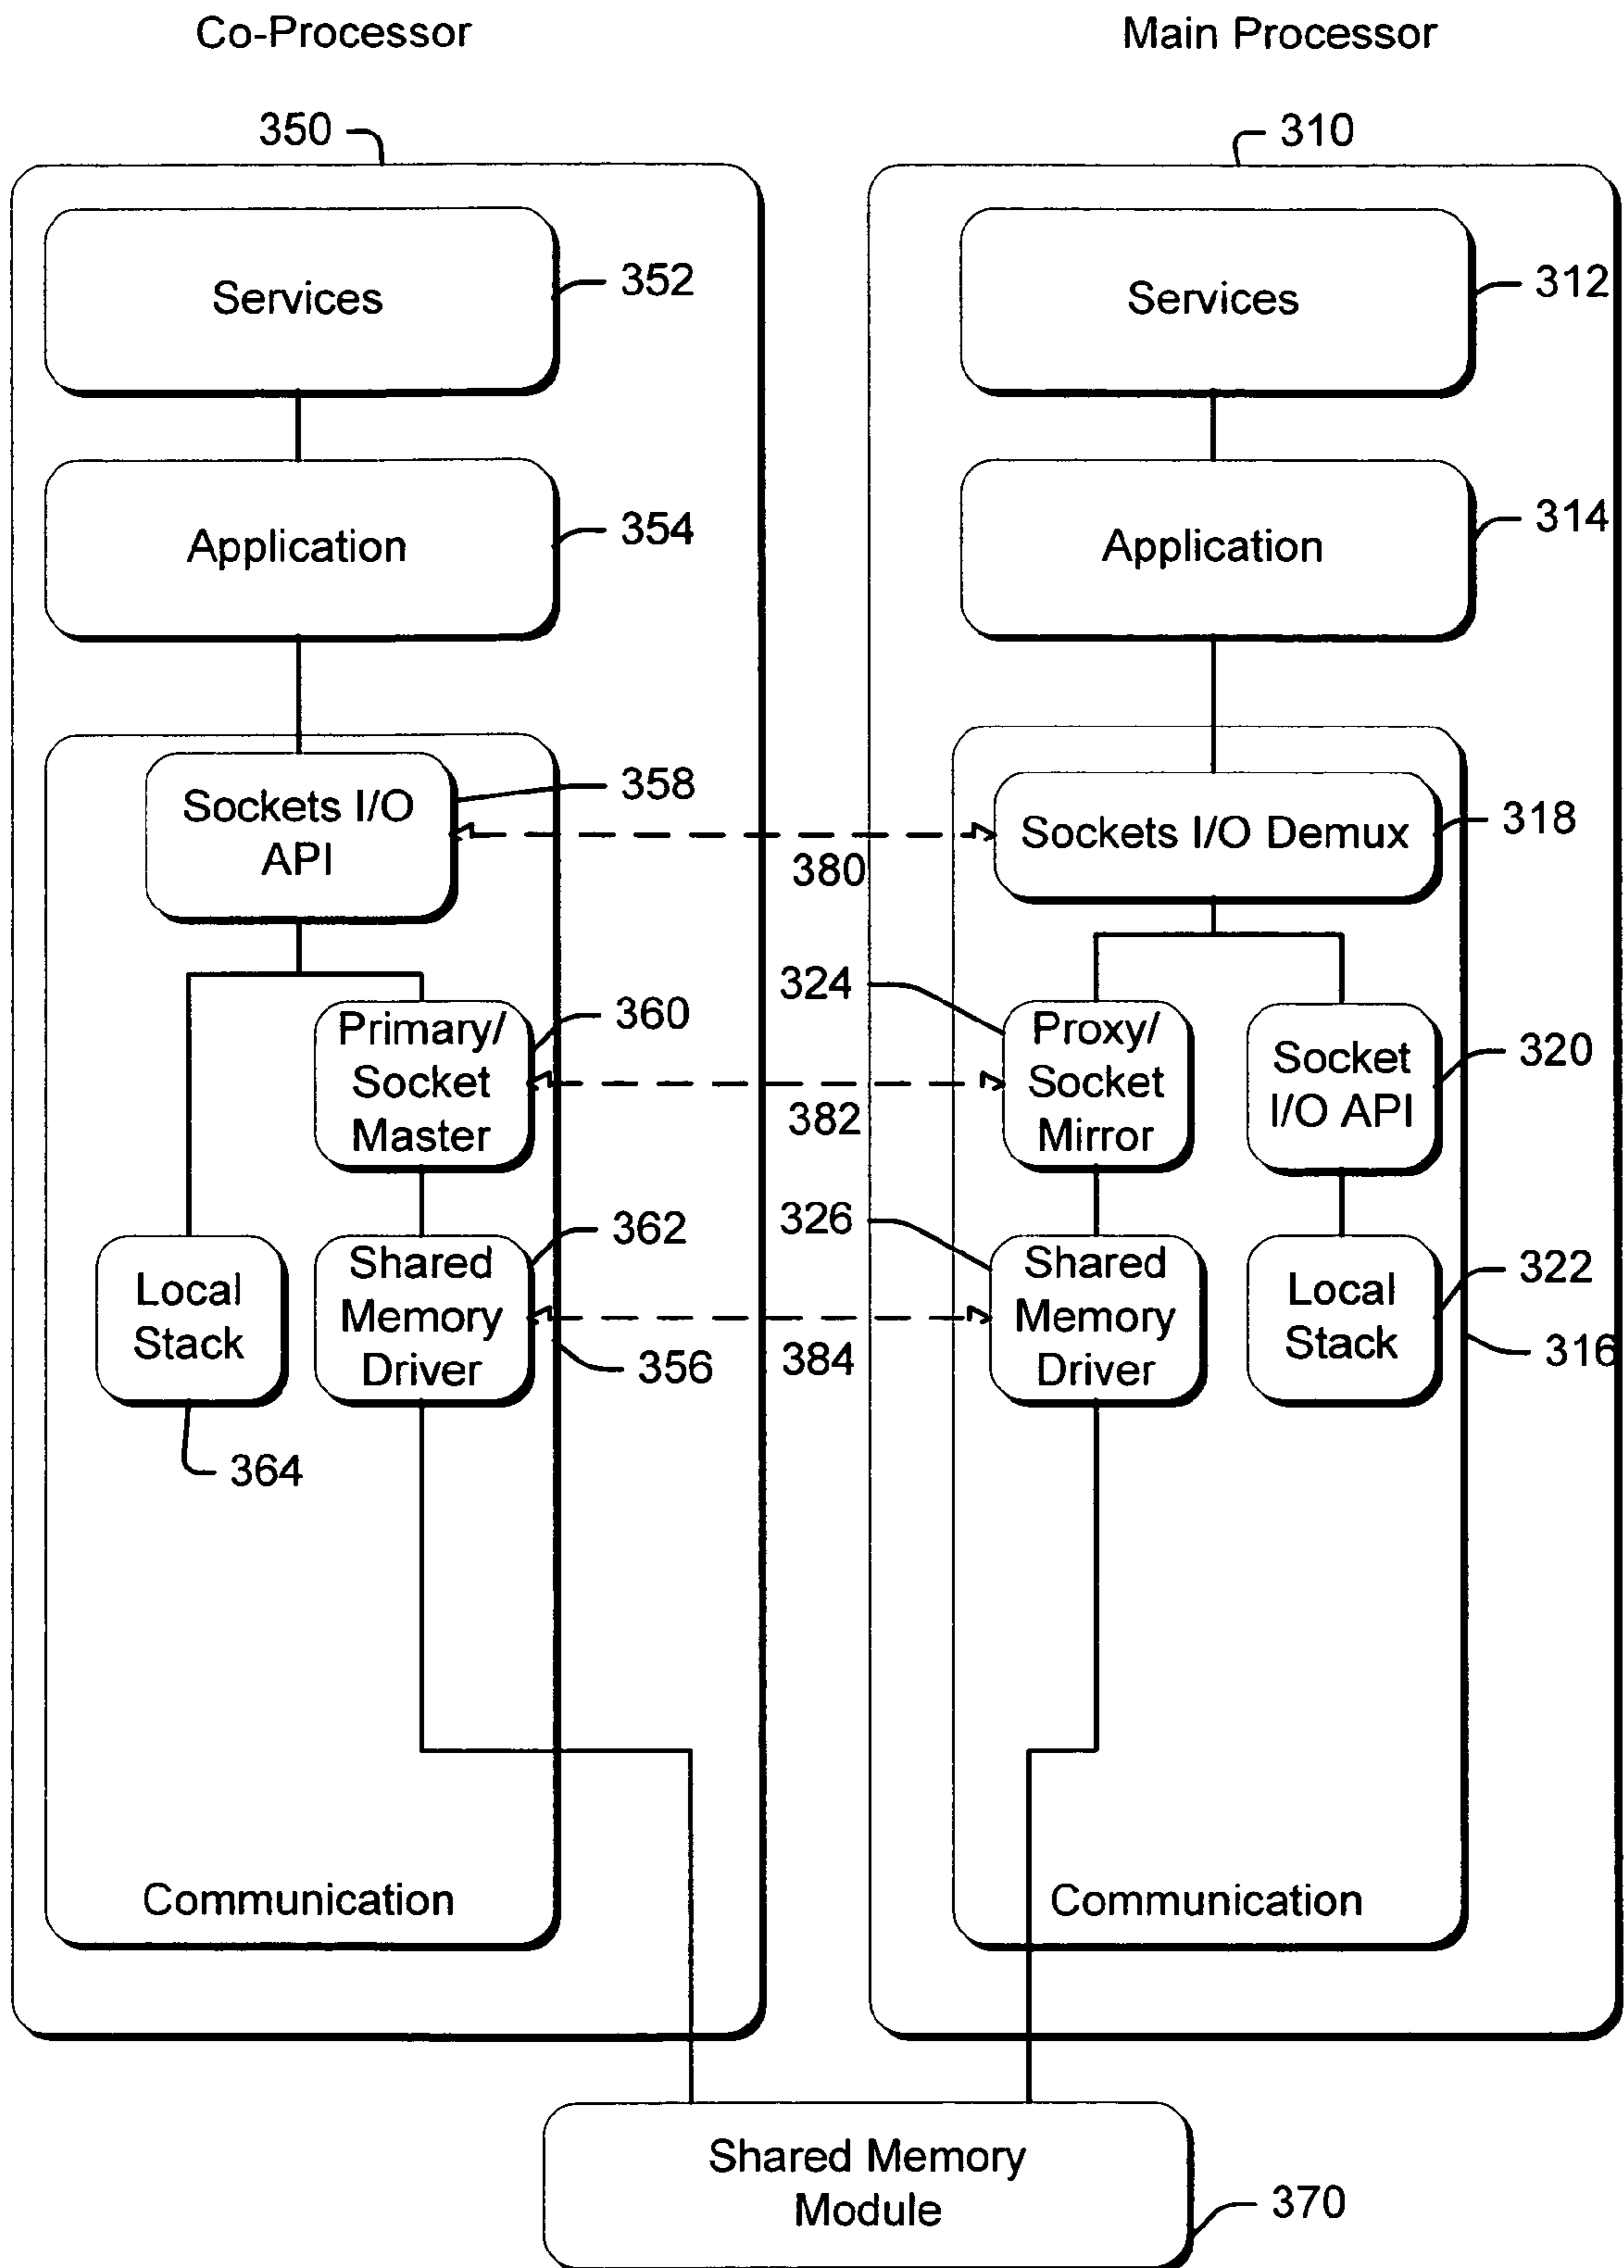 Co-Processor
Main Processor
350
310
Services
352
Services
312
Application
354
Application
314
Sockets I/O
API
358
380
Sockets I/O Demux
318
Primary/
Socket
Master
360
382
324
Proxy/
Socket
Mirror
Socket
I/O API
320
Local
Stack
364
Shared
Memory
Driver
362
356
384
326
Shared
Memory
Driver
Local
Stack
322
316
Communication
Communication
Shared Memory
Module
370